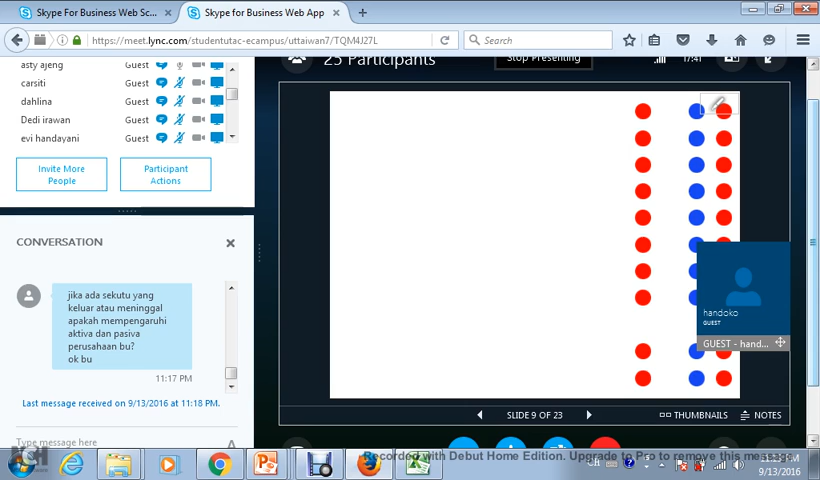 Skype For Business Web Sc...
Skype for Business Web App
https://meet.lync.com/studentutac-ecampus/uttaiwan7/TQM4J27L
Search
asty ajeng Guest
carsiti Guest
dahlina Guest
Dedi irawan Guest
evi handayani Guest
Invite More People
Participant Actions
25 Participants
Stop Presenting
17:41
CONVERSATION
jika ada sekutu yang
keluar atau meninggal
apakah mempengaruhi
aktiva dan pasiva
perusahaan bu?
ok bu
11:17 PM
Last message received on 9/13/2016 at 11:18 PM.
Type message here
handoko
GUEST
GUEST - hand...
SLIDE 9 OF 23
THUMBNAILS
NOTES
Recorded with Debut Home Edition. Upgrade to Pro to remove this message.
CH
9/13/2016